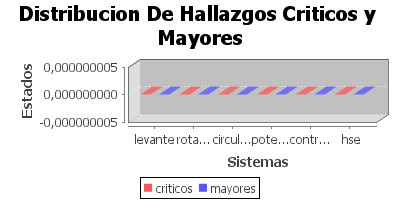 Distribucion De Hallazgos Criticos y
Mayores
Estados
0,000000005
0,000000000
-0,000000005
levante rota... circul... pote... contr... hse
Sistemas
criticos mayores